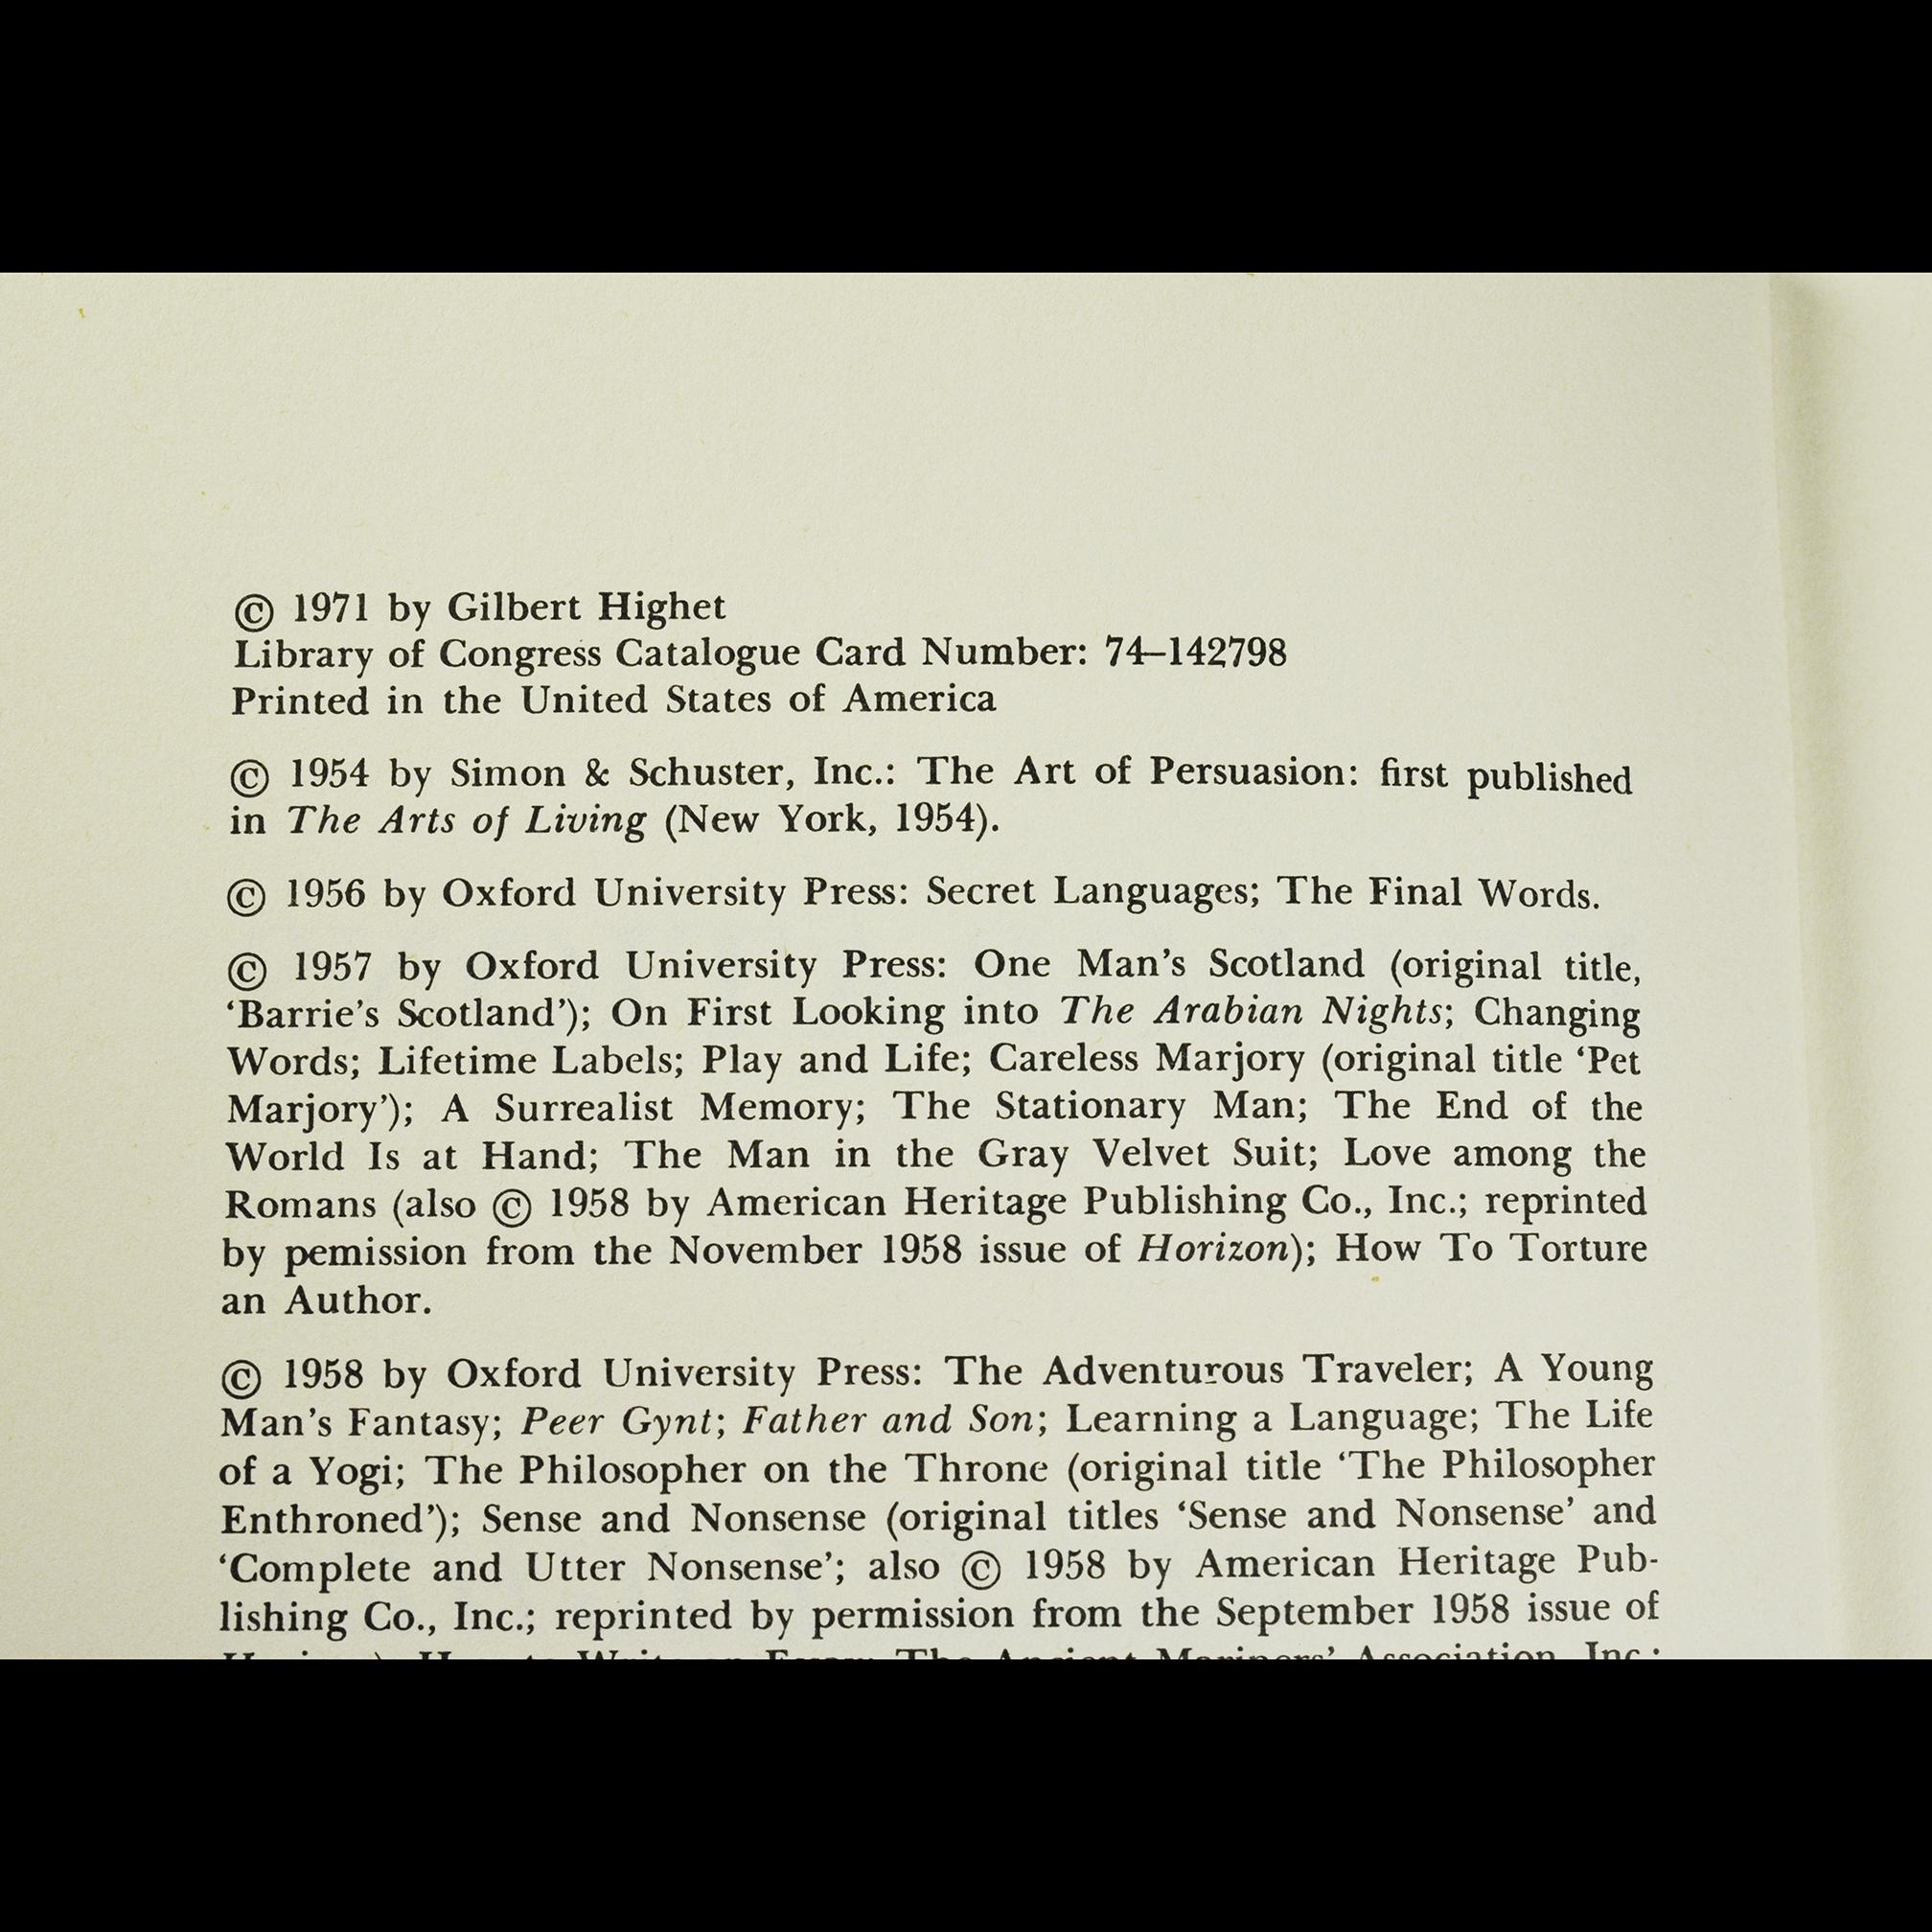 © 1971 by Gilbert Highet
Library of Congress Catalogue Card Number: 74–142798
Printed in the United States of America
© 1954 by Simon & Schuster, Inc.: The Art of Persuasion: first published
in The Arts of Living (New York, 1954).
© 1956 by Oxford University Press: Secret Languages; The Final Words.
© 1957 by Oxford University Press: One Man's Scotland (original title,
‘Barrie's Scotland’); On First Looking into The Arabian Nights; Changing
Words; Lifetime Labels; Play and Life; Careless Marjory (original title ‘Pet
Marjory’); A Surrealist Memory; The Stationary Man; The End of the
World Is at Hand; The Man in the Gray Velvet Suit; Love among the
Romans (also © 1958 by American Heritage Publishing Co., Inc.; reprinted
by pemission from the November 1958 issue of Horizon); How To Torture
an Author.
© 1958 by Oxford University Press: The Adventurous Traveler; A Young
Man's Fantasy; Peer Gynt; Father and Son; Learning a Language; The Life
of a Yogi; The Philosopher on the Throne (original title ‘The Philosopher
Enthroned’); Sense and Nonsense (original titles ‘Sense and Nonsense’ and
‘Complete and Utter Nonsense’; also © 1958 by American Heritage Pub-
lishing Co., Inc.; reprinted by permission from the September 1958 issue of
The Ancient Mariners' Association, Inc.;